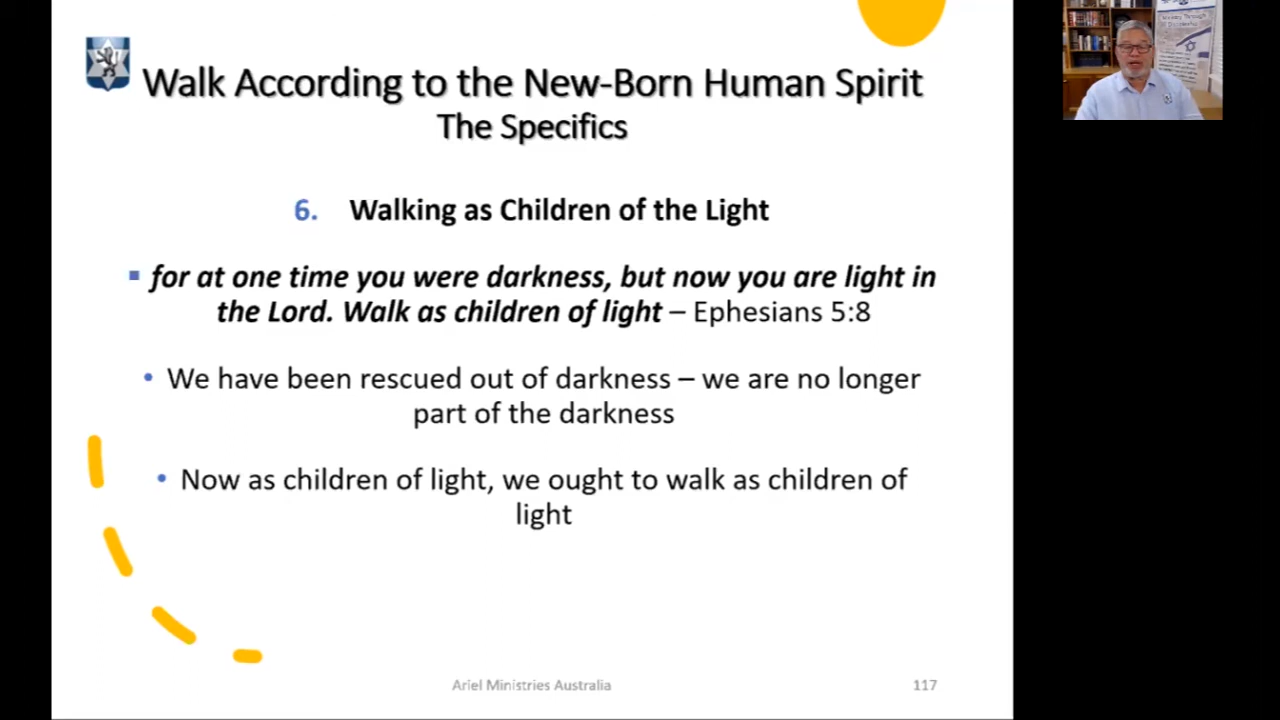 Walk According to the New-Born Human Spirit
The Specifics
6. Walking as Children of the Light
▪ for at one time you were darkness, but now you are light in
the Lord. Walk as children of light – Ephesians 5:8
• We have been rescued out of darkness – we are no longer
part of the darkness
• Now as children of light, we ought to walk as children of
light
Ariel Ministries Australia
117